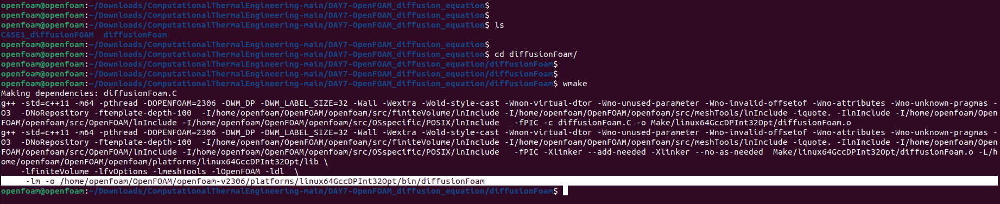 openfoam@openfoam:~/Downloads/ComputationalThermalEngineering-main/DAY7-OpenFOAM_diffusion_equation$
openfoam@openfoam:~/Downloads/ComputationalThermalEngineering-main/DAY7-OpenFOAM_diffusion_equation$
openfoam@openfoam:~/Downloads/ComputationalThermalEngineering-main/DAY7-OpenFOAM_diffusion_equation$ ls
CASE1_diffusionFOAM  diffusionFoam
openfoam@openfoam:~/Downloads/ComputationalThermalEngineering-main/DAY7-OpenFOAM_diffusion_equation$
openfoam@openfoam:~/Downloads/ComputationalThermalEngineering-main/DAY7-OpenFOAM_diffusion_equation$ cd diffusionFoam/
openfoam@openfoam:~/Downloads/ComputationalThermalEngineering-main/DAY7-OpenFOAM_diffusion_equation/diffusionFoam$
openfoam@openfoam:~/Downloads/ComputationalThermalEngineering-main/DAY7-OpenFOAM_diffusion_equation/diffusionFoam$
openfoam@openfoam:~/Downloads/ComputationalThermalEngineering-main/DAY7-OpenFOAM_diffusion_equation/diffusionFoam$ wmake
Making dependencies: diffusionFoam.C
g++ -std=c++11 -m64 -pthread -DOPENFOAM=2306 -DWM_DP -DWM_LABEL_SIZE=32 -Wall -Wextra -Wold-style-cast -Wnon-virtual-dtor -Wno-unused-parameter -Wno-invalid-offsetof -Wno-attributes -Wno-unknown-pragmas -
O3  -DNoRepository -ftemplate-depth-100  -I/home/openfoam/OpenFOAM/openfoam/src/finiteVolume/lnInclude -I/home/openfoam/OpenFOAM/openfoam/src/meshTools/lnInclude -iquote. -IlnInclude -I/home/openfoam/Open
FOAM/openfoam/src/OpenFOAM/lnInclude -I/home/openfoam/OpenFOAM/openfoam/src/OSspecific/POSIX/lnInclude   -fPIC -c diffusionFoam.C -o Make/linux64GccDPInt32Opt/diffusionFoam.o
g++ -std=c++11 -m64 -pthread -DOPENFOAM=2306 -DWM_DP -DWM_LABEL_SIZE=32 -Wall -Wextra -Wold-style-cast -Wnon-virtual-dtor -Wno-unused-parameter -Wno-invalid-offsetof -Wno-attributes -Wno-unknown-pragmas -
O3  -DNoRepository -ftemplate-depth-100  -I/home/openfoam/OpenFOAM/openfoam/src/finiteVolume/lnInclude -I/home/openfoam/OpenFOAM/openfoam/src/meshTools/lnInclude -iquote. -IlnInclude -I/home/openfoam/Open
FOAM/openfoam/src/OpenFOAM/lnInclude -I/home/openfoam/OpenFOAM/openfoam/src/OSspecific/POSIX/lnInclude   -fPIC -Xlinker --add-needed -Xlinker --no-as-needed  Make/linux64GccDPInt32Opt/diffusionFoam.o -L/h
ome/openfoam/OpenFOAM/openfoam/platforms/linux64GccDPInt32Opt/lib \
    -lfiniteVolume -lfvOptions -lmeshTools -lOpenFOAM -ldl  \
     -lm -o /home/openfoam/OpenFOAM/openfoam-v2306/platforms/linux64GccDPInt32Opt/bin/diffusionFoam
openfoam@openfoam:~/Downloads/ComputationalThermalEngineering-main/DAY7-OpenFOAM_diffusion_equation/diffusionFoam$